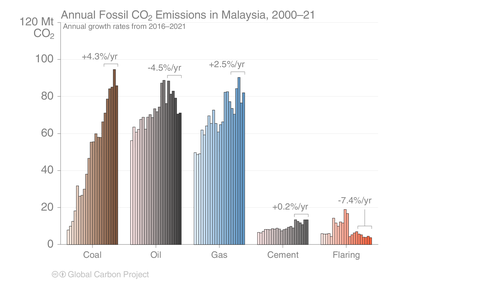 Annual Fossil CO₂ Emissions in Malaysia, 2000–21
Annual growth rates from 2016–2021
120 Mt
CO₂
100
80
60
40
20
0
+4.3%/yr
-4.5%/yr
+2.5%/yr
+0.2%/yr
-7.4%/yr
Coal
Oil
Gas
Cement
Flaring
Global Carbon Project